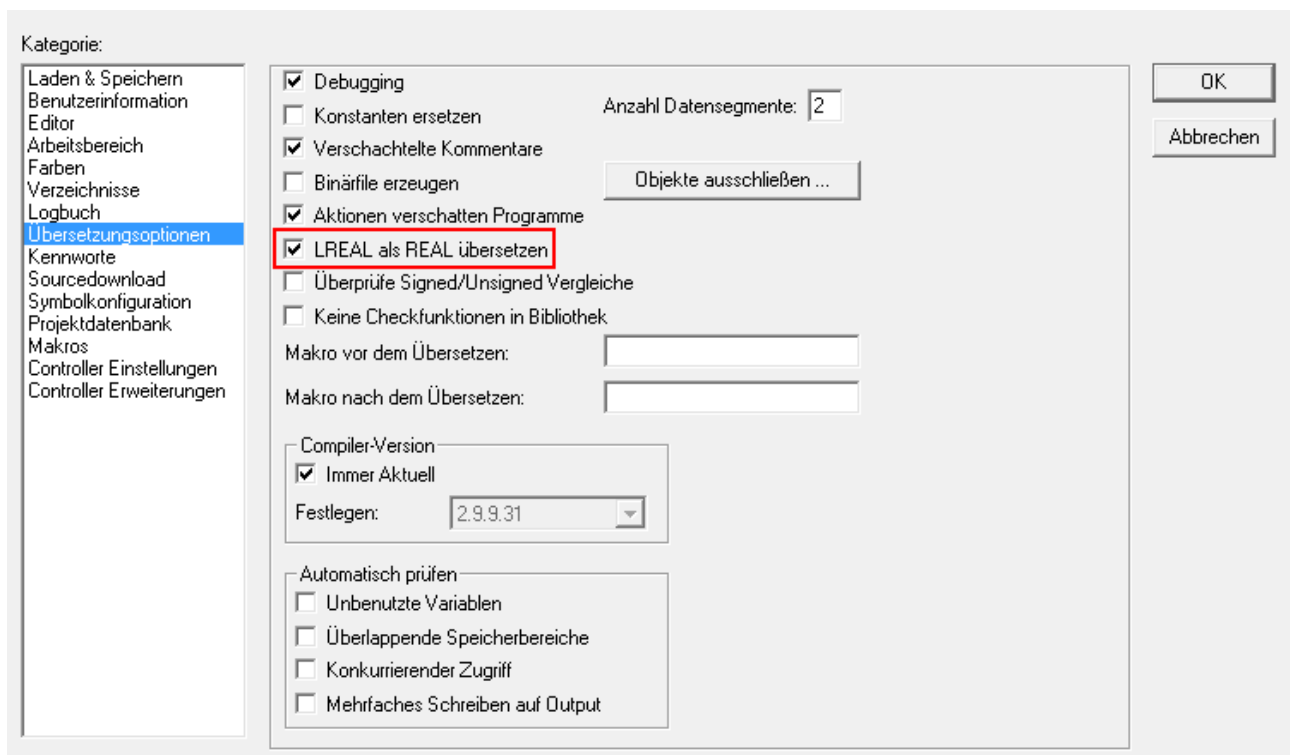 Kategorie:
Laden & Speichern
Benutzerinformation
Editor
Arbeitsbereich
Farben
Verzeichnisse
Logbuch
Übersetzungsoptionen
Kennworte
Sourcedownload
Symbolkonfiguration
Projektdatenbank
Makros
Controller Einstellungen
Controller Erweiterungen
Debugging
Konstanten ersetzen
Anzahl Datensegmente: 2
Verschachtelte Kommentare
Binärfile erzeugen
Objekte ausschließen ...
Aktionen verschatten Programme
LREAL als REAL übersetzen
Überprüfe Signed/Unsigned Vergleiche
Keine Checkfunktionen in Bibliothek
Makro vor dem Übersetzen:
Makro nach dem Übersetzen:
Compiler-Version
Immer Aktuell
Festlegen: 2.9.9.31
Automatisch prüfen
Unbenutzte Variablen
Überlappende Speicherbereiche
Konkurrierender Zugriff
Mehrfaches Schreiben auf Output
OK
Abbrechen